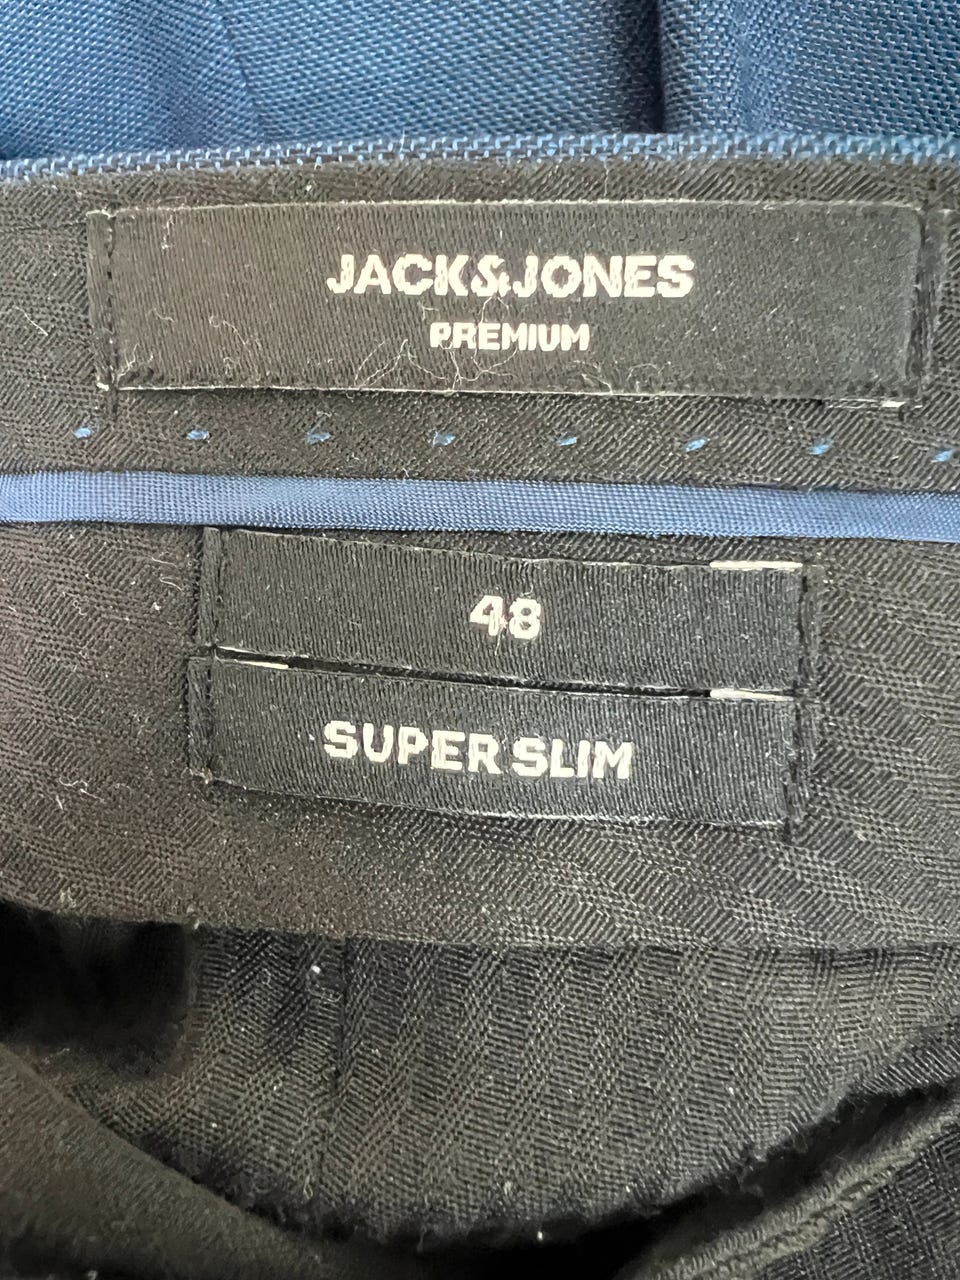 JACK&JONES
PREMIUM
48
SUPER SLIM